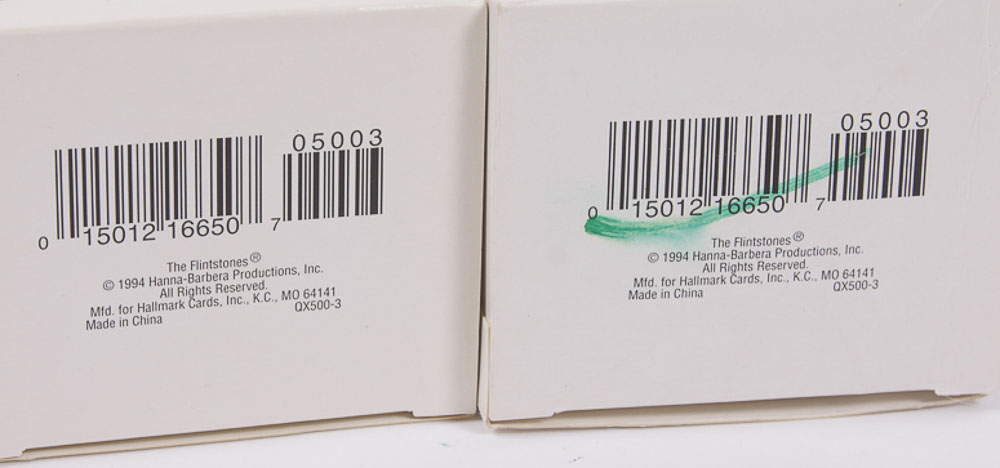 05003
0 15012 16650 7
The Flintstones®
© 1994 Hanna-Barbera Productions, Inc.
All Rights Reserved.
Mfd. for Hallmark Cards, Inc., K.C., MO 64141
Made in China QX500-3
05003
0 15012 16650 7
The Flintstones®
© 1994 Hanna-Barbera Productions, Inc.
All Rights Reserved.
Mfd. for Hallmark Cards, Inc., K.C., MO 64141
Made in China QX500-3